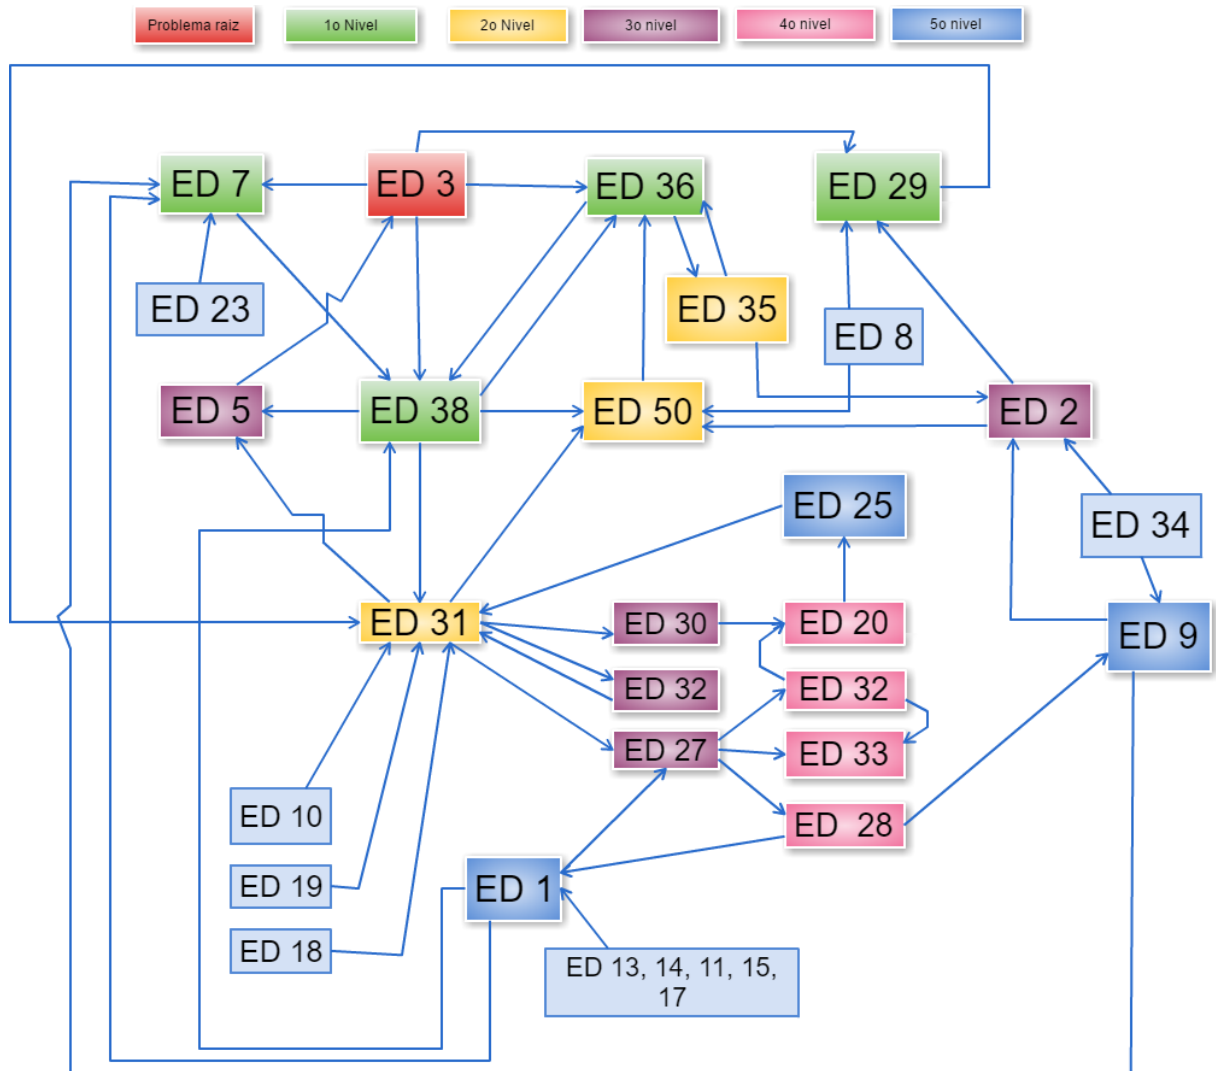 Problema raiz
1o Nivel
2o Nivel
3o nivel
4o nivel
5o nivel
ED 7
ED 3
ED 36
ED 29
ED 23
ED 35
ED 8
ED 5
ED 38
ED 50
ED 2
ED 25
ED 34
ED 31
ED 30
ED 20
ED 9
ED 32
ED 32
ED 27
ED 33
ED 10
ED 28
ED 19
ED 1
ED 18
ED 13, 14, 11, 15,
17